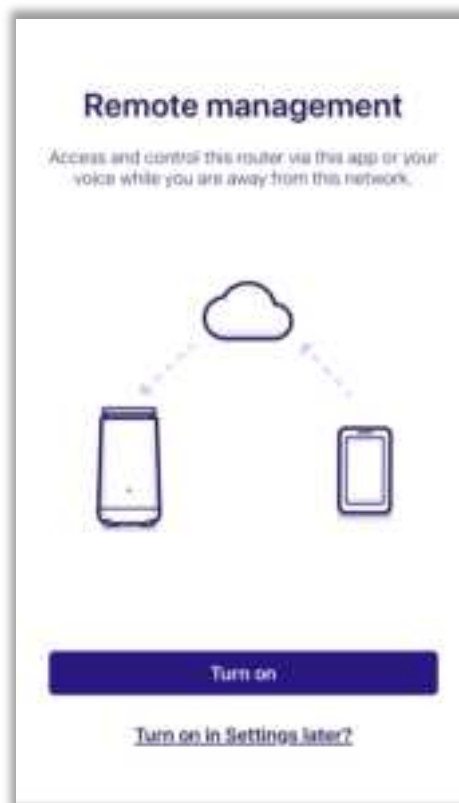 Remote management
Access and control this router via this app or your
voice while you are away from this network.
Turn on
Turn on in Settings later?